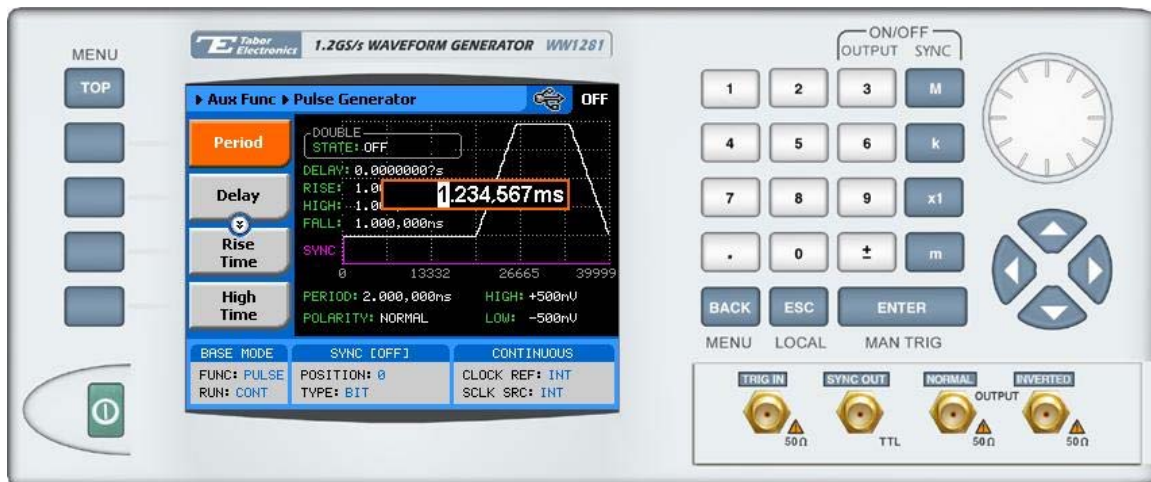 MENU
TOP
Tabor Electronics 1.2GS/s WAVEFORM GENERATOR WW1281
▶ Aux Func ▶ Pulse Generator OFF
Period
Delay
Rise Time
High Time
DOUBLE
STATE: OFF
DELAY: 0.0000000?s
RISE: 1.0
HIGH: 1.0
FALL: 1.000,000ms
1.234,567ms
SYNC
0 13332 26665 39999
PERIOD: 2.000,000ms HIGH: +500mV
POLARITY: NORMAL LOW: -500mV
BASE MODE SYNC [OFF] CONTINUOUS
FUNC: PULSE POSITION: 0 CLOCK REF: INT
RUN: CONT TYPE: BIT SCLK SRC: INT
ON/OFF
OUTPUT SYNC
1 2 3 M
4 5 6 k
7 8 9 x1
. 0 ± m
BACK ESC ENTER
MENU LOCAL MAN TRIG
TRIG IN SYNC OUT NORMAL INVERTED
OUTPUT
50Ω TTL 50Ω 50Ω